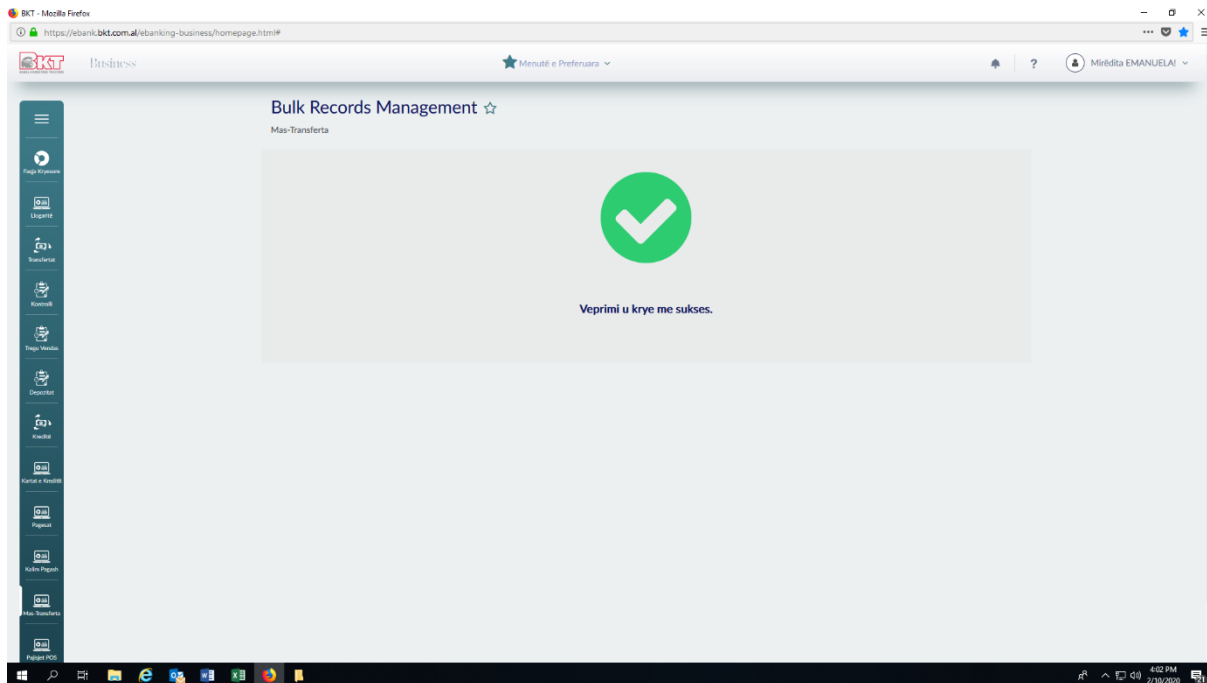 BKT - Mozilla Firefox
https://ebank.bkt.com.al/ebanking-business/homepage.html#
BKT Business Menutë e Preferuara ? Mirëdita EMANUELA!
Bulk Records Management
Mas-Transferta
Veprimi u krye me sukses.
Faqja Kryesore
Llogaritë
Transfertat
Kontrolli
Tregu Vendas
Depozitat
Kreditë
Kartat e Kreditit
Pagesat
Kalim Pagash
Mas-Transferta
Pajisjet POS
4:02 PM
2/10/2020
21